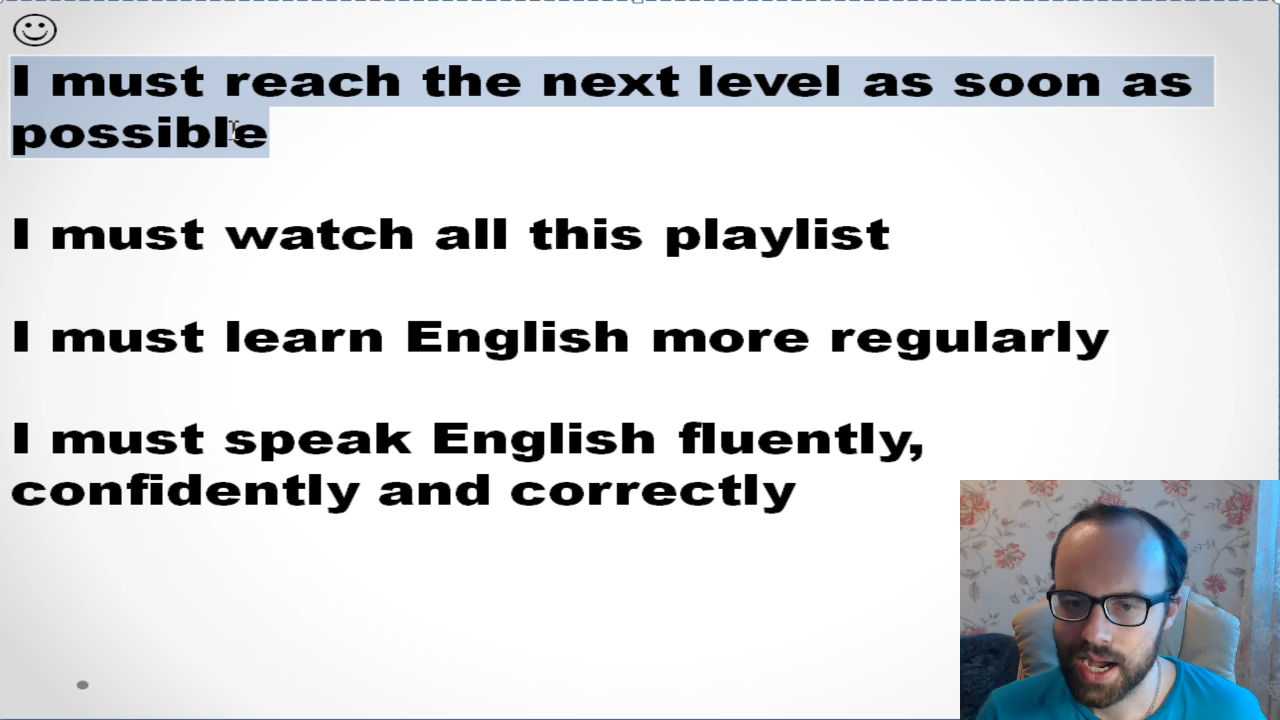 I must reach the next level as soon as
possible
I must watch all this playlist
I must learn English more regularly
I must speak English fluently,
confidently and correctly